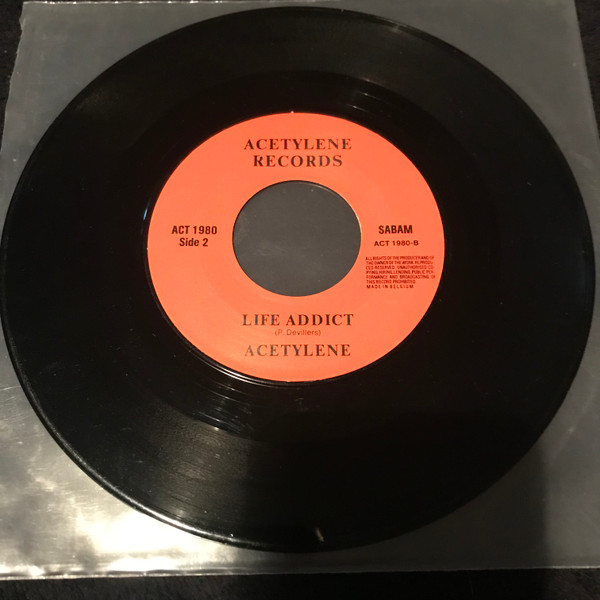 ACETYLENE
RECORDS
ACT 1980
Side 2
SABAM
ACT 1980-B
ALL RIGHTS OF THE PRODUCER AND OF
THE OWNER OF THE WORK REPRODU-
CED RESERVED. UNAUTHORISED CO-
PYING, HIRING, LENDING, PUBLIC PER-
FORMANCE AND BROADCASTING OF
THIS RECORD PROHIBITED.
MADE IN BELGIUM
LIFE ADDICT
(P. Devillers)
ACETYLENE